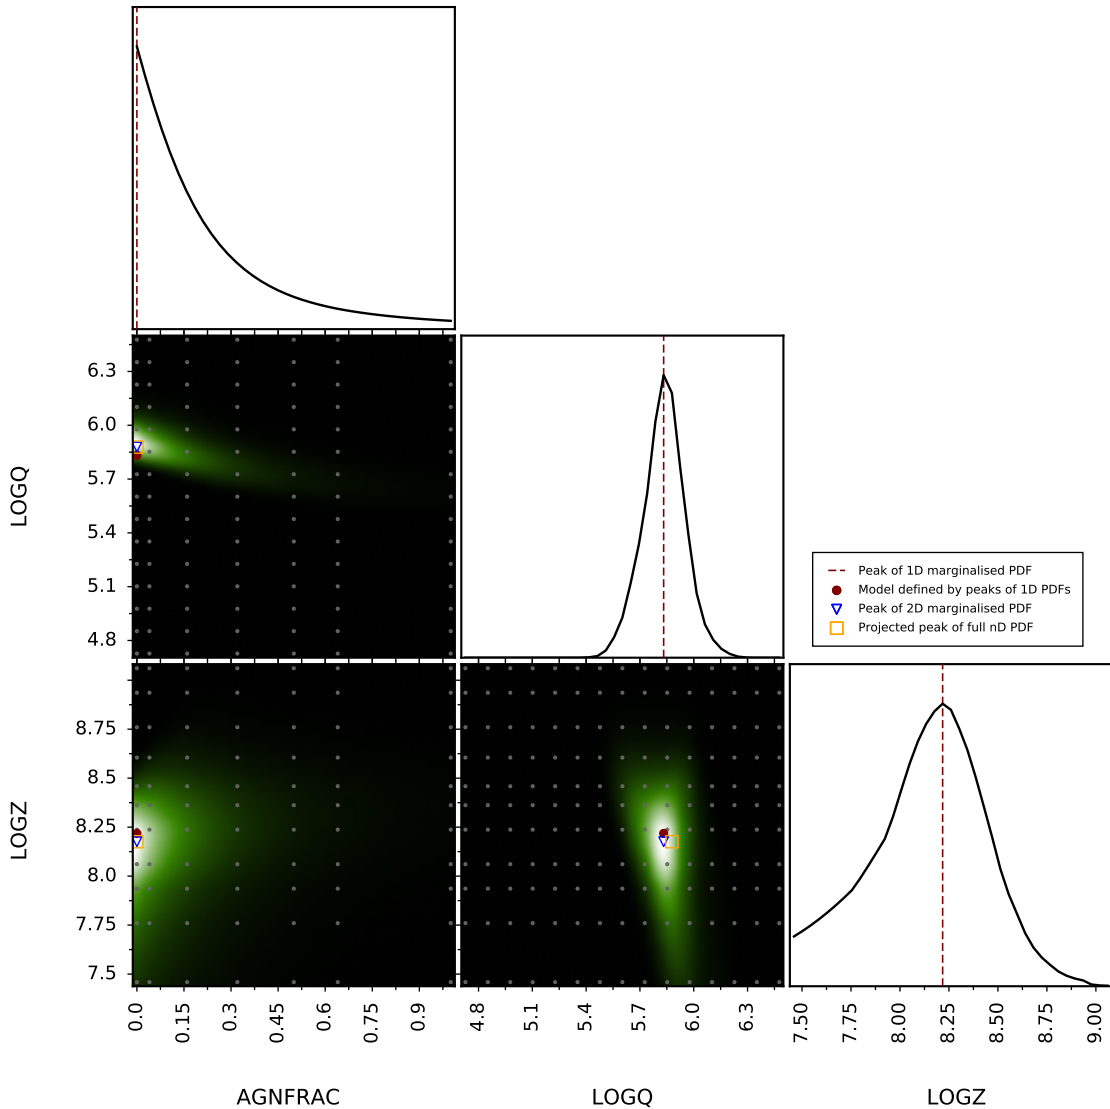 6.3
6.0
5.7
5.4
5.1
4.8
LOGQ
Peak of 1D marginalised PDF
Model defined by peaks of 1D PDFs
Peak of 2D marginalised PDF
Projected peak of full nD PDF
8.75
8.5
8.25
8.0
7.75
7.5
LOGZ
0.0 0.15 0.3 0.45 0.6 0.75 0.9
4.8 5.1 5.4 5.7 6.0 6.3
7.50 7.75 8.00 8.25 8.50 8.75 9.00
AGNFRAC LOGQ LOGZ